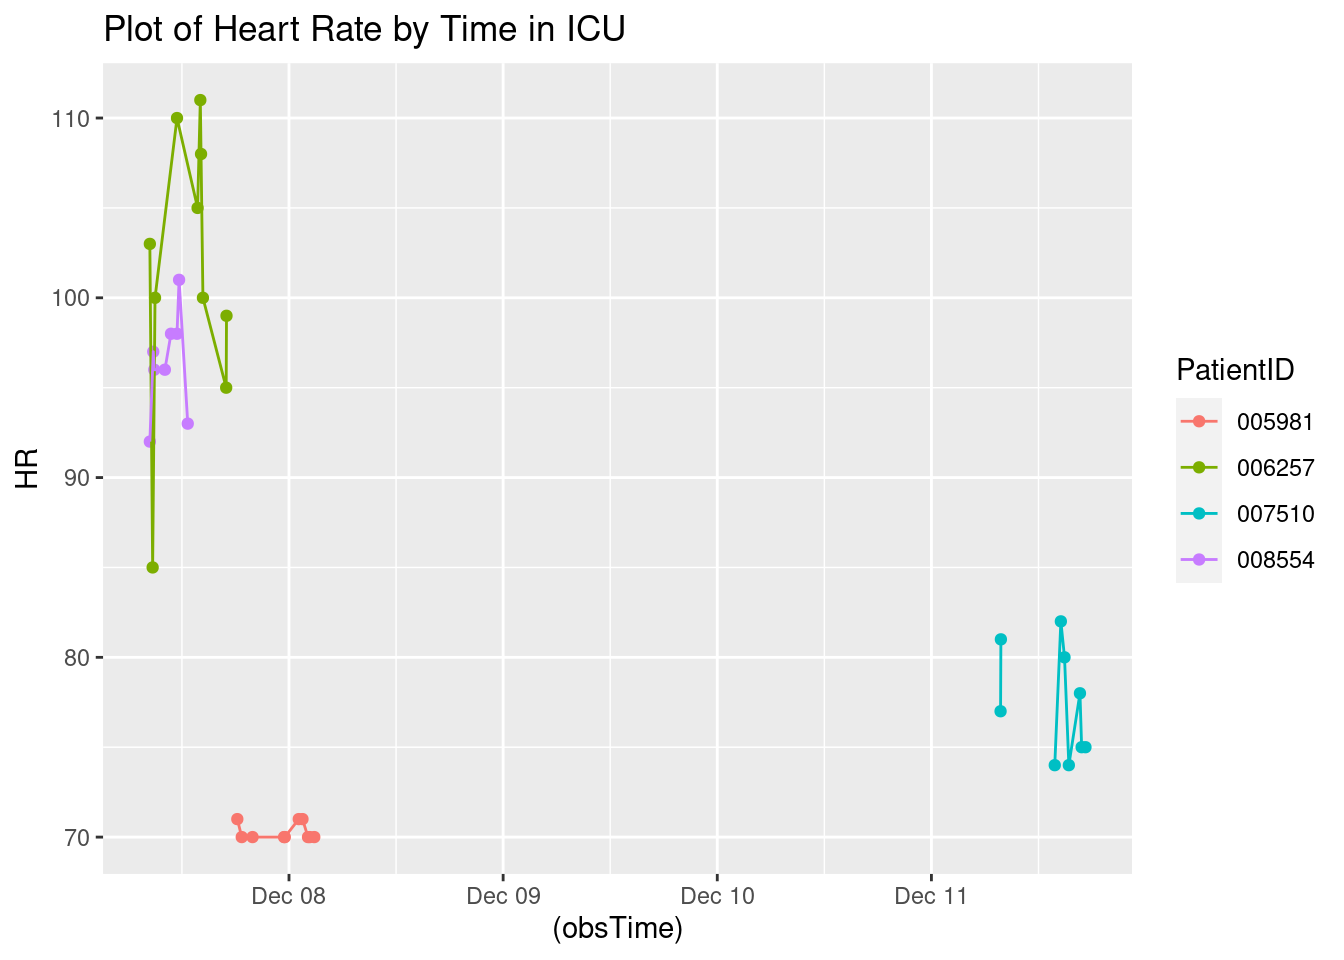 Plot of Heart Rate by Time in ICU
110
100
90
80
70
HR
Dec 08
Dec 09
Dec 10
Dec 11
(obsTime)
PatientID
005981
006257
007510
008554